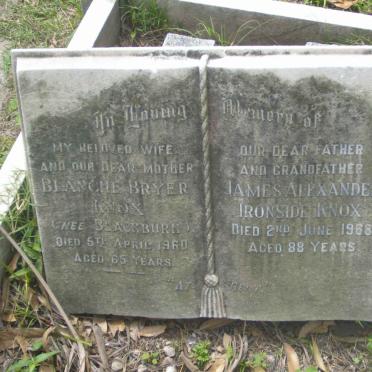 In Loving Memory of
MY BELOVED WIFE
AND OUR DEAR MOTHER
BLANCHE BRYER
KNOX
(NEE BLACKBURN)
DIED 5TH APRIL 1960
AGED 65 YEARS
OUR DEAR FATHER
AND GRANDFATHER
JAMES ALEXANDE
IRONSIDE KNOX
DIED 2ND JUNE 1968
AGED 88 YEARS
AT